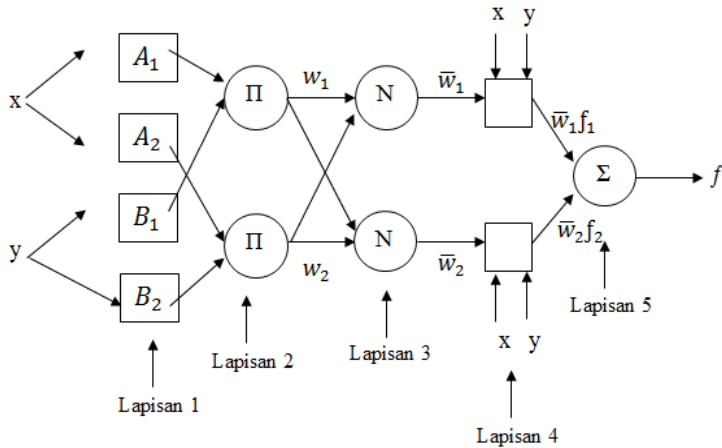 x y
A₁
Π w₁ N w̅₁
w̅₁f₁
x
A₂
Σ f
B₁
y
Π w₂ N w̅₂
w̅₂f₂
B₂
x y
Lapisan 1
Lapisan 2
Lapisan 3
Lapisan 4
Lapisan 5